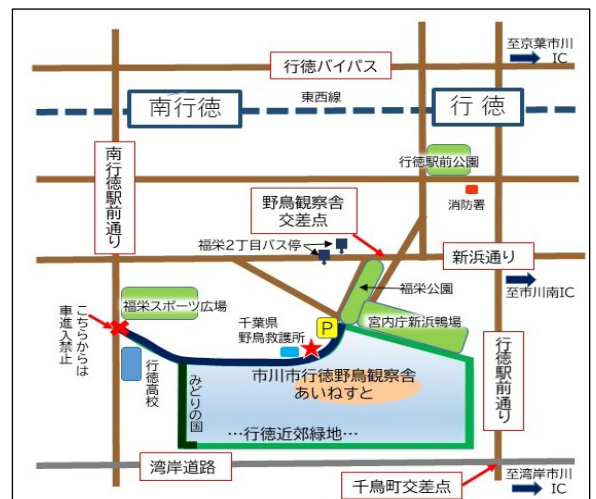 至京葉市川
IC
行徳バイパス
南行徳
東西線
行徳
南行徳駅前通り
行徳駅前公園
消防署
野鳥観察舎
交差点
福栄2丁目バス停
新浜通り
至市川南IC
福栄公園
福栄スポーツ広場
こちらからは
車進入禁止
千葉県
野鳥救護所
P
宮内庁新浜鴨場
行徳高校
みどりの国
市川市行徳野鳥観察舎
あいねすと
行徳駅前通り
…行徳近郊緑地…
湾岸道路
千鳥町交差点
至湾岸市川
IC